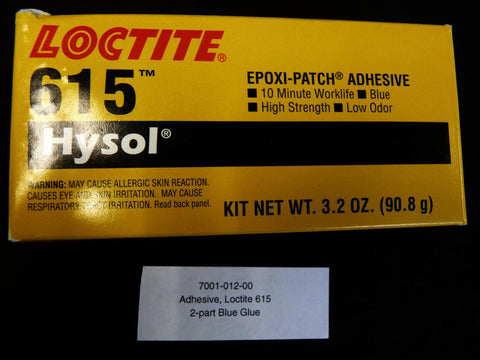 LOCTITE®
615™
EPOXI-PATCH® ADHESIVE
■ 10 Minute Worklife ■ Blue
■ High Strength ■ Low Odor
Hysol®
WARNING: MAY CAUSE ALLERGIC SKIN REACTION.
CAUSES EYE AND SKIN IRRITATION. MAY CAUSE
RESPIRATORY TRACT IRRITATION. Read back panel.
KIT NET WT. 3.2 OZ. (90.8 g)
7001-012-00
Adhesive, Loctite 615
2-part Blue Glue